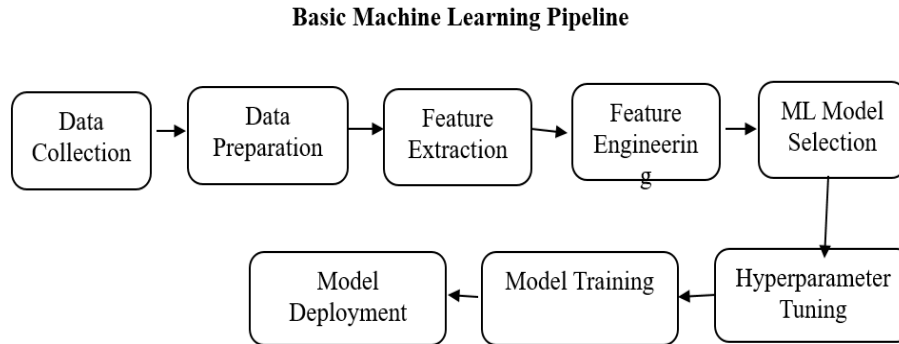 Basic Machine Learning Pipeline
Data
Collection
Data
Preparation
Feature
Extraction
Feature
Engineerin
g
ML Model
Selection
Hyperparameter
Tuning
Model Training
Model
Deployment